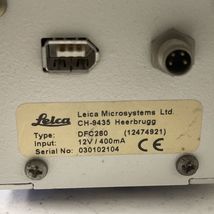 Leica
Leica Microsystems Ltd.
CH-9435 Heerbrugg
Type: DFC280 (12474921)
Input: 12V / 400mA
Serial No: 030102104
CE